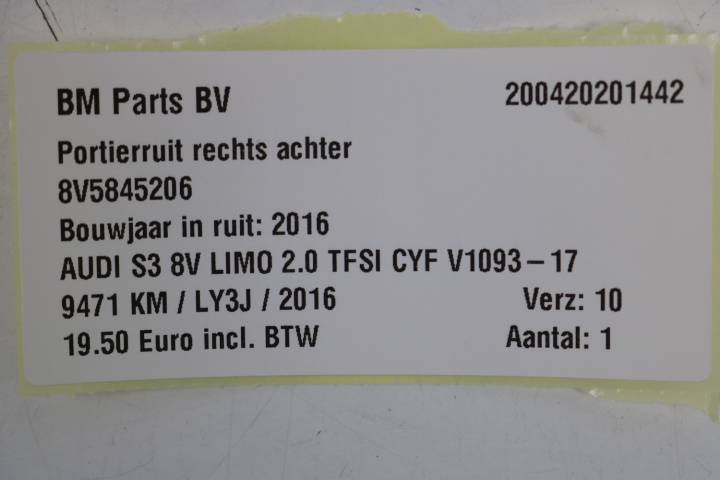 BM Parts BV 200420201442
Portierruit rechts achter
8V5845206
Bouwjaar in ruit: 2016
AUDI S3 8V LIMO 2.0 TFSI CYF V1093-17
9471 KM / LY3J / 2016 Verz: 10
19.50 Euro incl. BTW Aantal: 1